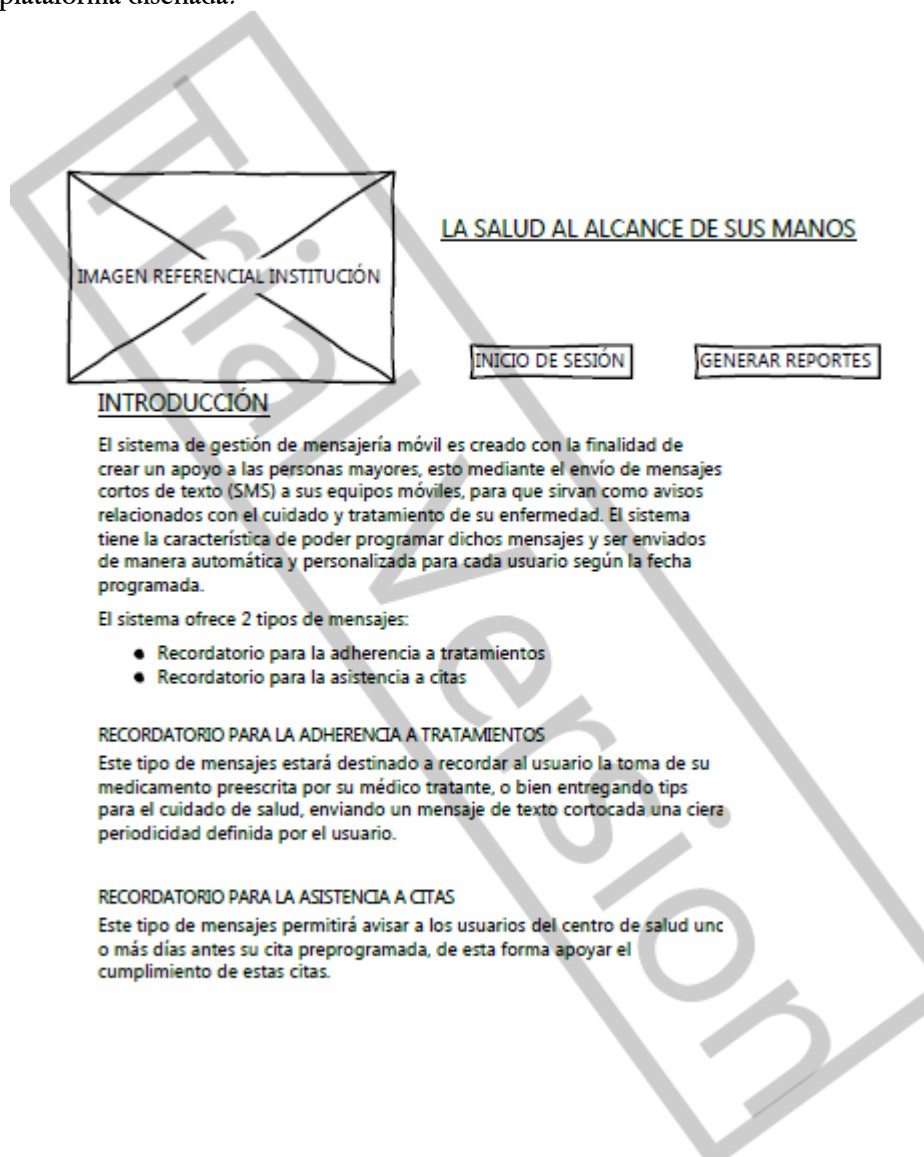 plataforma diseñada.
LA SALUD AL ALCANCE DE SUS MANOS
IMAGEN REFERENCIAL INSTITUCIÓN
INICIO DE SESIÓN
GENERAR REPORTES
INTRODUCCIÓN
El sistema de gestión de mensajería móvil es creado con la finalidad de
crear un apoyo a las personas mayores, esto mediante el envío de mensajes
cortos de texto (SMS) a sus equipos móviles, para que sirvan como avisos
relacionados con el cuidado y tratamiento de su enfermedad. El sistema
tiene la característica de poder programar dichos mensajes y ser enviados
de manera automática y personalizada para cada usuario según la fecha
programada.
El sistema ofrece 2 tipos de mensajes:
● Recordatorio para la adherencia a tratamientos
● Recordatorio para la asistencia a citas
RECORDATORIO PARA LA ADHERENCIA A TRATAMIENTOS
Este tipo de mensajes estará destinado a recordar al usuario la toma de su
medicamento preescrita por su médico tratante, o bien entregando tips
para el cuidado de salud, enviando un mensaje de texto cortocada una ciera
periodicidad definida por el usuario.
RECORDATORIO PARA LA ASISTENCIA A CITAS
Este tipo de mensajes permitirá avisar a los usuarios del centro de salud unc
o más días antes su cita preprogramada, de esta forma apoyar el
cumplimiento de estas citas.
Trial Version